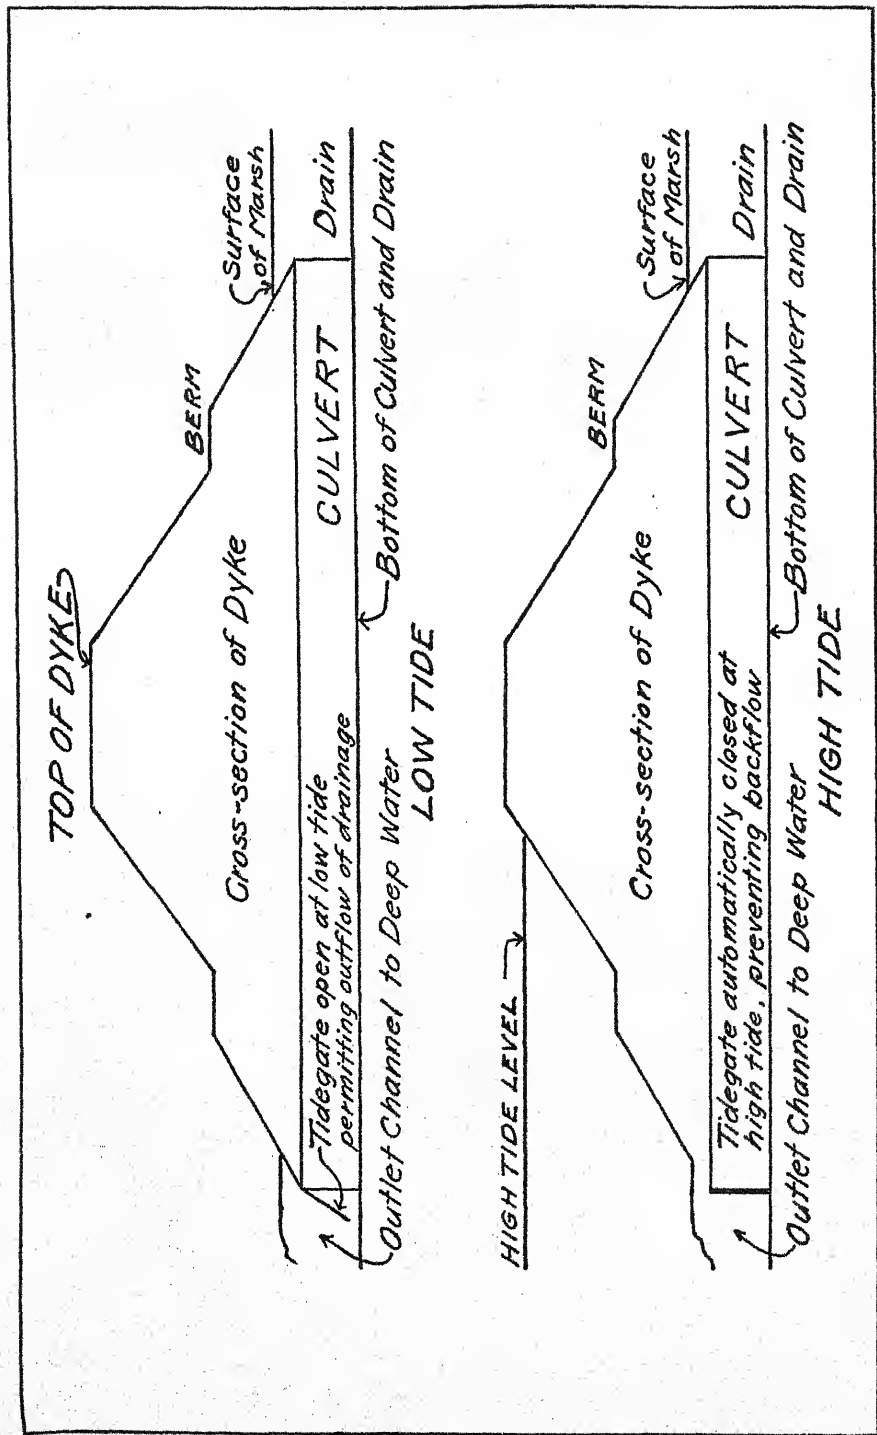 TOP OF DYKE
BERM
Surface
of Marsh
Cross-section of Dyke
Tidegate open at low tide
permitting outflow of drainage
CULVERT
Drain
Outlet Channel to Deep Water
Bottom of Culvert and Drain
LOW TIDE
HIGH TIDE LEVEL
BERM
Surface
of Marsh
Cross-section of Dyke
Tidegate automatically closed at
high tide, preventing backflow
CULVERT
Drain
Outlet Channel to Deep Water
Bottom of Culvert and Drain
HIGH TIDE